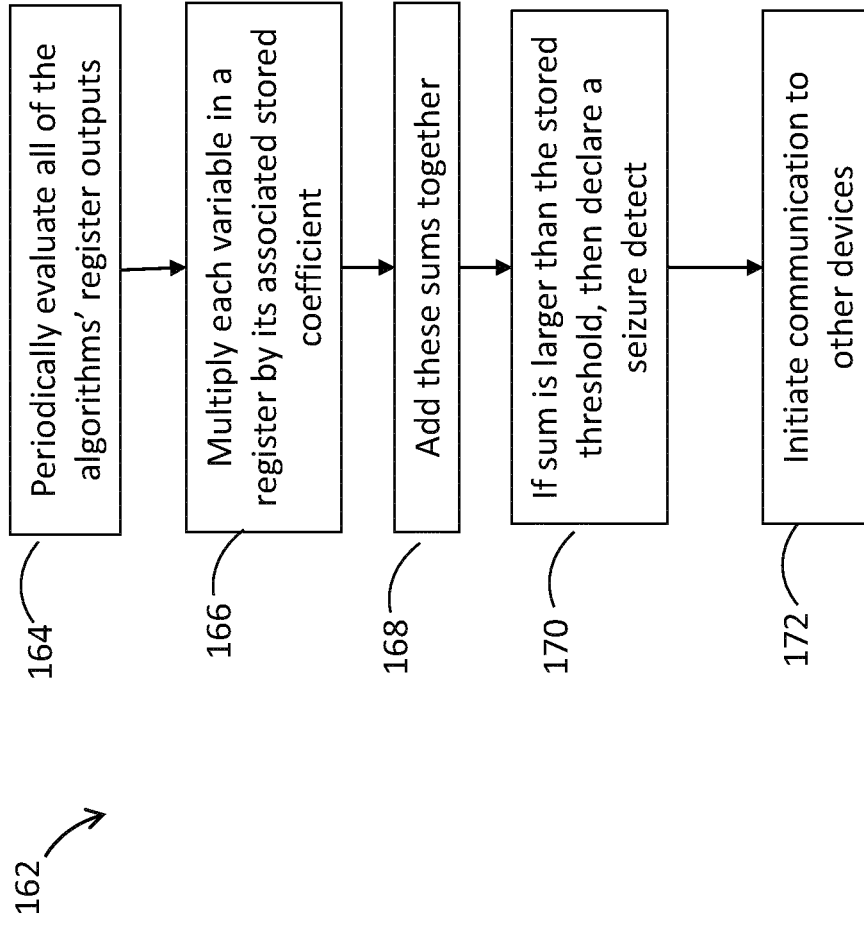 162
164
Periodically evaluate all of the
algorithms’ register outputs
166
Multiply each variable in a
register by its associated stored
coefficient
168
Add these sums together
170
If sum is larger than the stored
threshold, then declare a
seizure detect
172
Initiate communication to
other devices